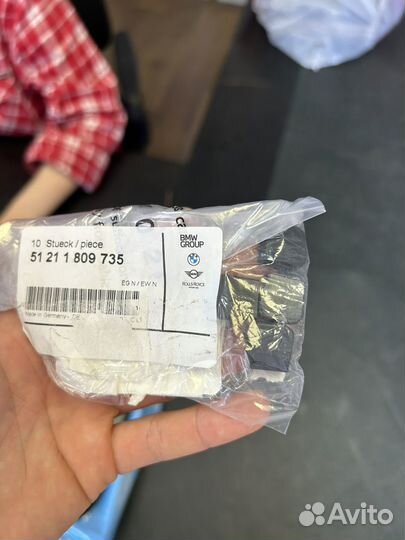 10 Stueck / piece
51 21 1 809 735
EGN/EWN
Made in Germany - DE
BMW
GROUP
ROLLS-ROYCE
Avito